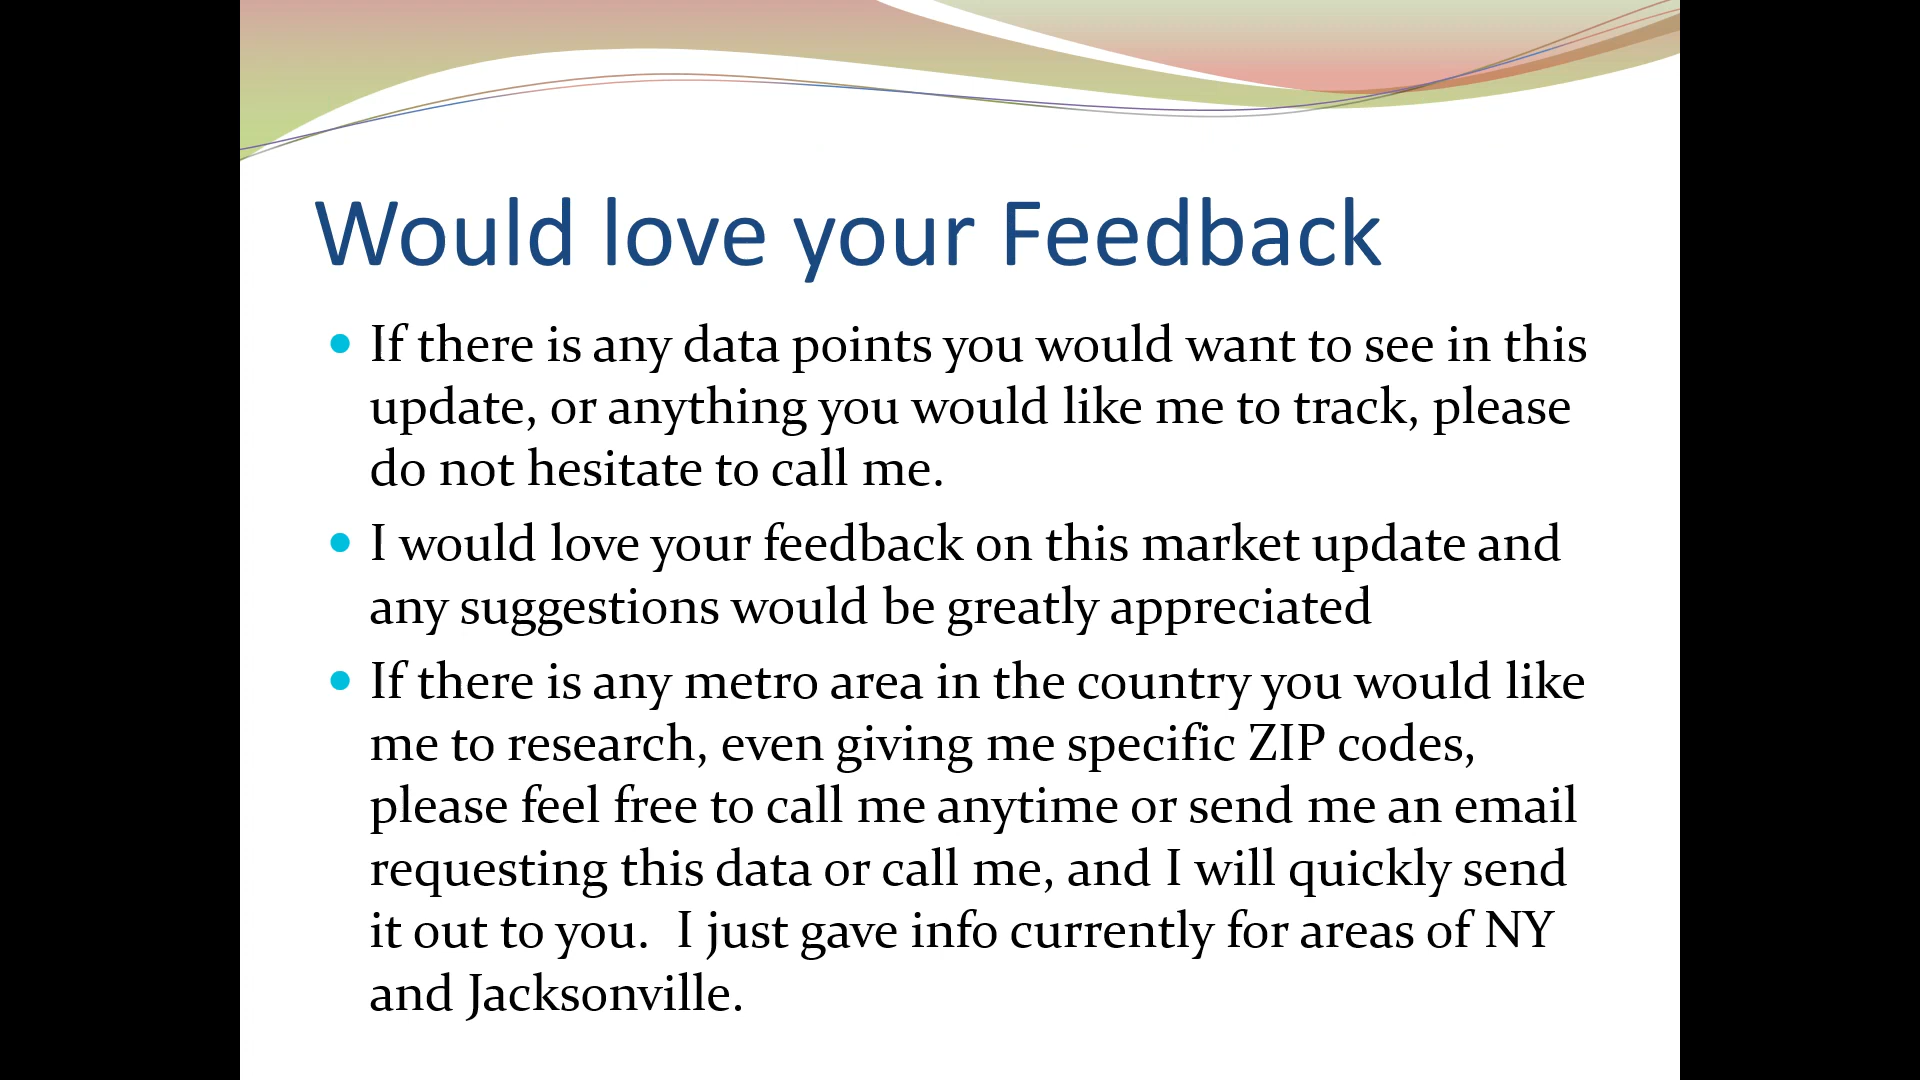 Would love your Feedback
If there is any data points you would want to see in this
update, or anything you would like me to track, please
do not hesitate to call me.
I would love your feedback on this market update and
any suggestions would be greatly appreciated
If there is any metro area in the country you would like
me to research, even giving me specific ZIP codes,
please feel free to call me anytime or send me an email
requesting this data or call me, and I will quickly send
it out to you.  I just gave info currently for areas of NY
and Jacksonville.